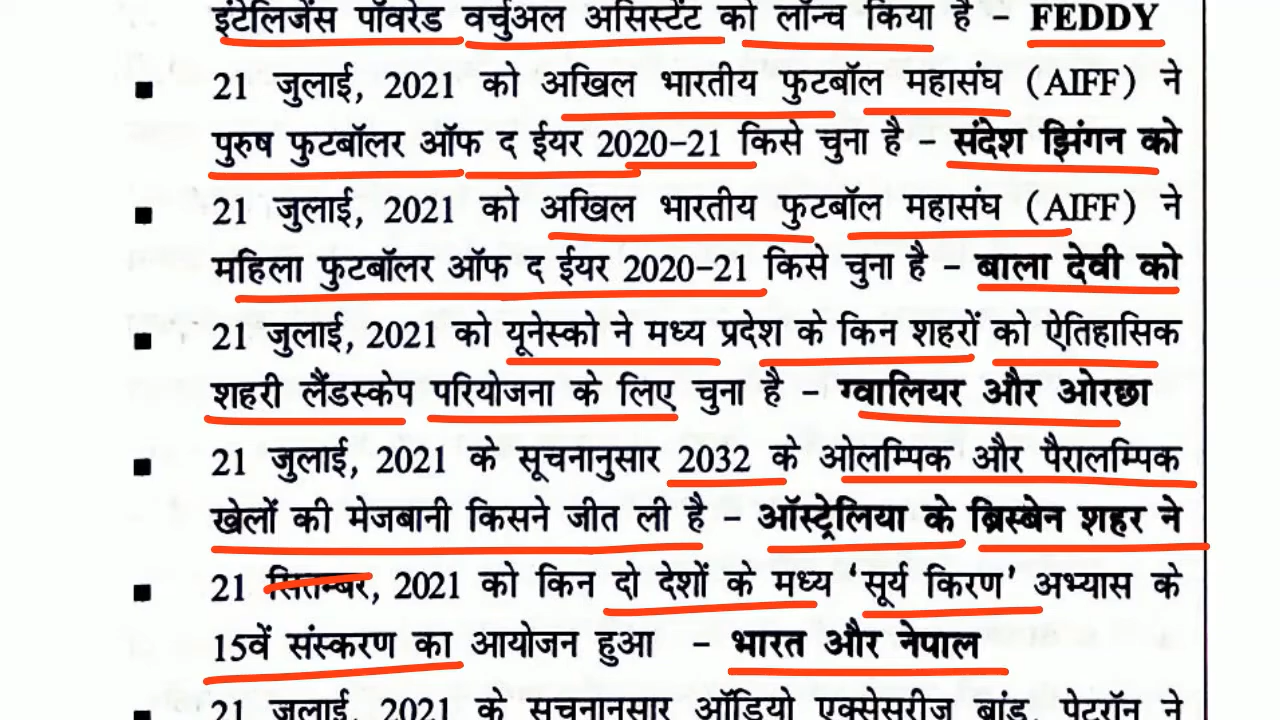 इंटेलिजेंस पॉवरेड वर्चुअल असिस्टेंट को लॉन्च किया है – FEDDY
■ 21 जुलाई, 2021 को अखिल भारतीय फुटबॉल महासंघ (AIFF) ने
पुरुष फुटबॉलर ऑफ द ईयर 2020-21 किसे चुना है – संदेश झिंगन को
■ 21 जुलाई, 2021 को अखिल भारतीय फुटबॉल महासंघ (AIFF) ने
महिला फुटबॉलर ऑफ द ईयर 2020-21 किसे चुना है – बाला देवी को
■ 21 जुलाई, 2021 को यूनेस्को ने मध्य प्रदेश के किन शहरों को ऐतिहासिक
शहरी लैंडस्केप परियोजना के लिए चुना है – ग्वालियर और ओरछा
■ 21 जुलाई, 2021 के सूचनानुसार 2032 के ओलम्पिक और पैरालम्पिक
खेलों की मेजबानी किसने जीत ली है – ऑस्ट्रेलिया के ब्रिस्बेन शहर ने
■ 21 सितम्बर, 2021 को किन दो देशों के मध्य ‘सूर्य किरण’ अभ्यास के
15वें संस्करण का आयोजन हुआ – भारत और नेपाल
■ 21 जुलाई, 2021 के सूचनानुसार ऑडियो एक्सेसरीज ब्रांड, पेट्रॉन ने